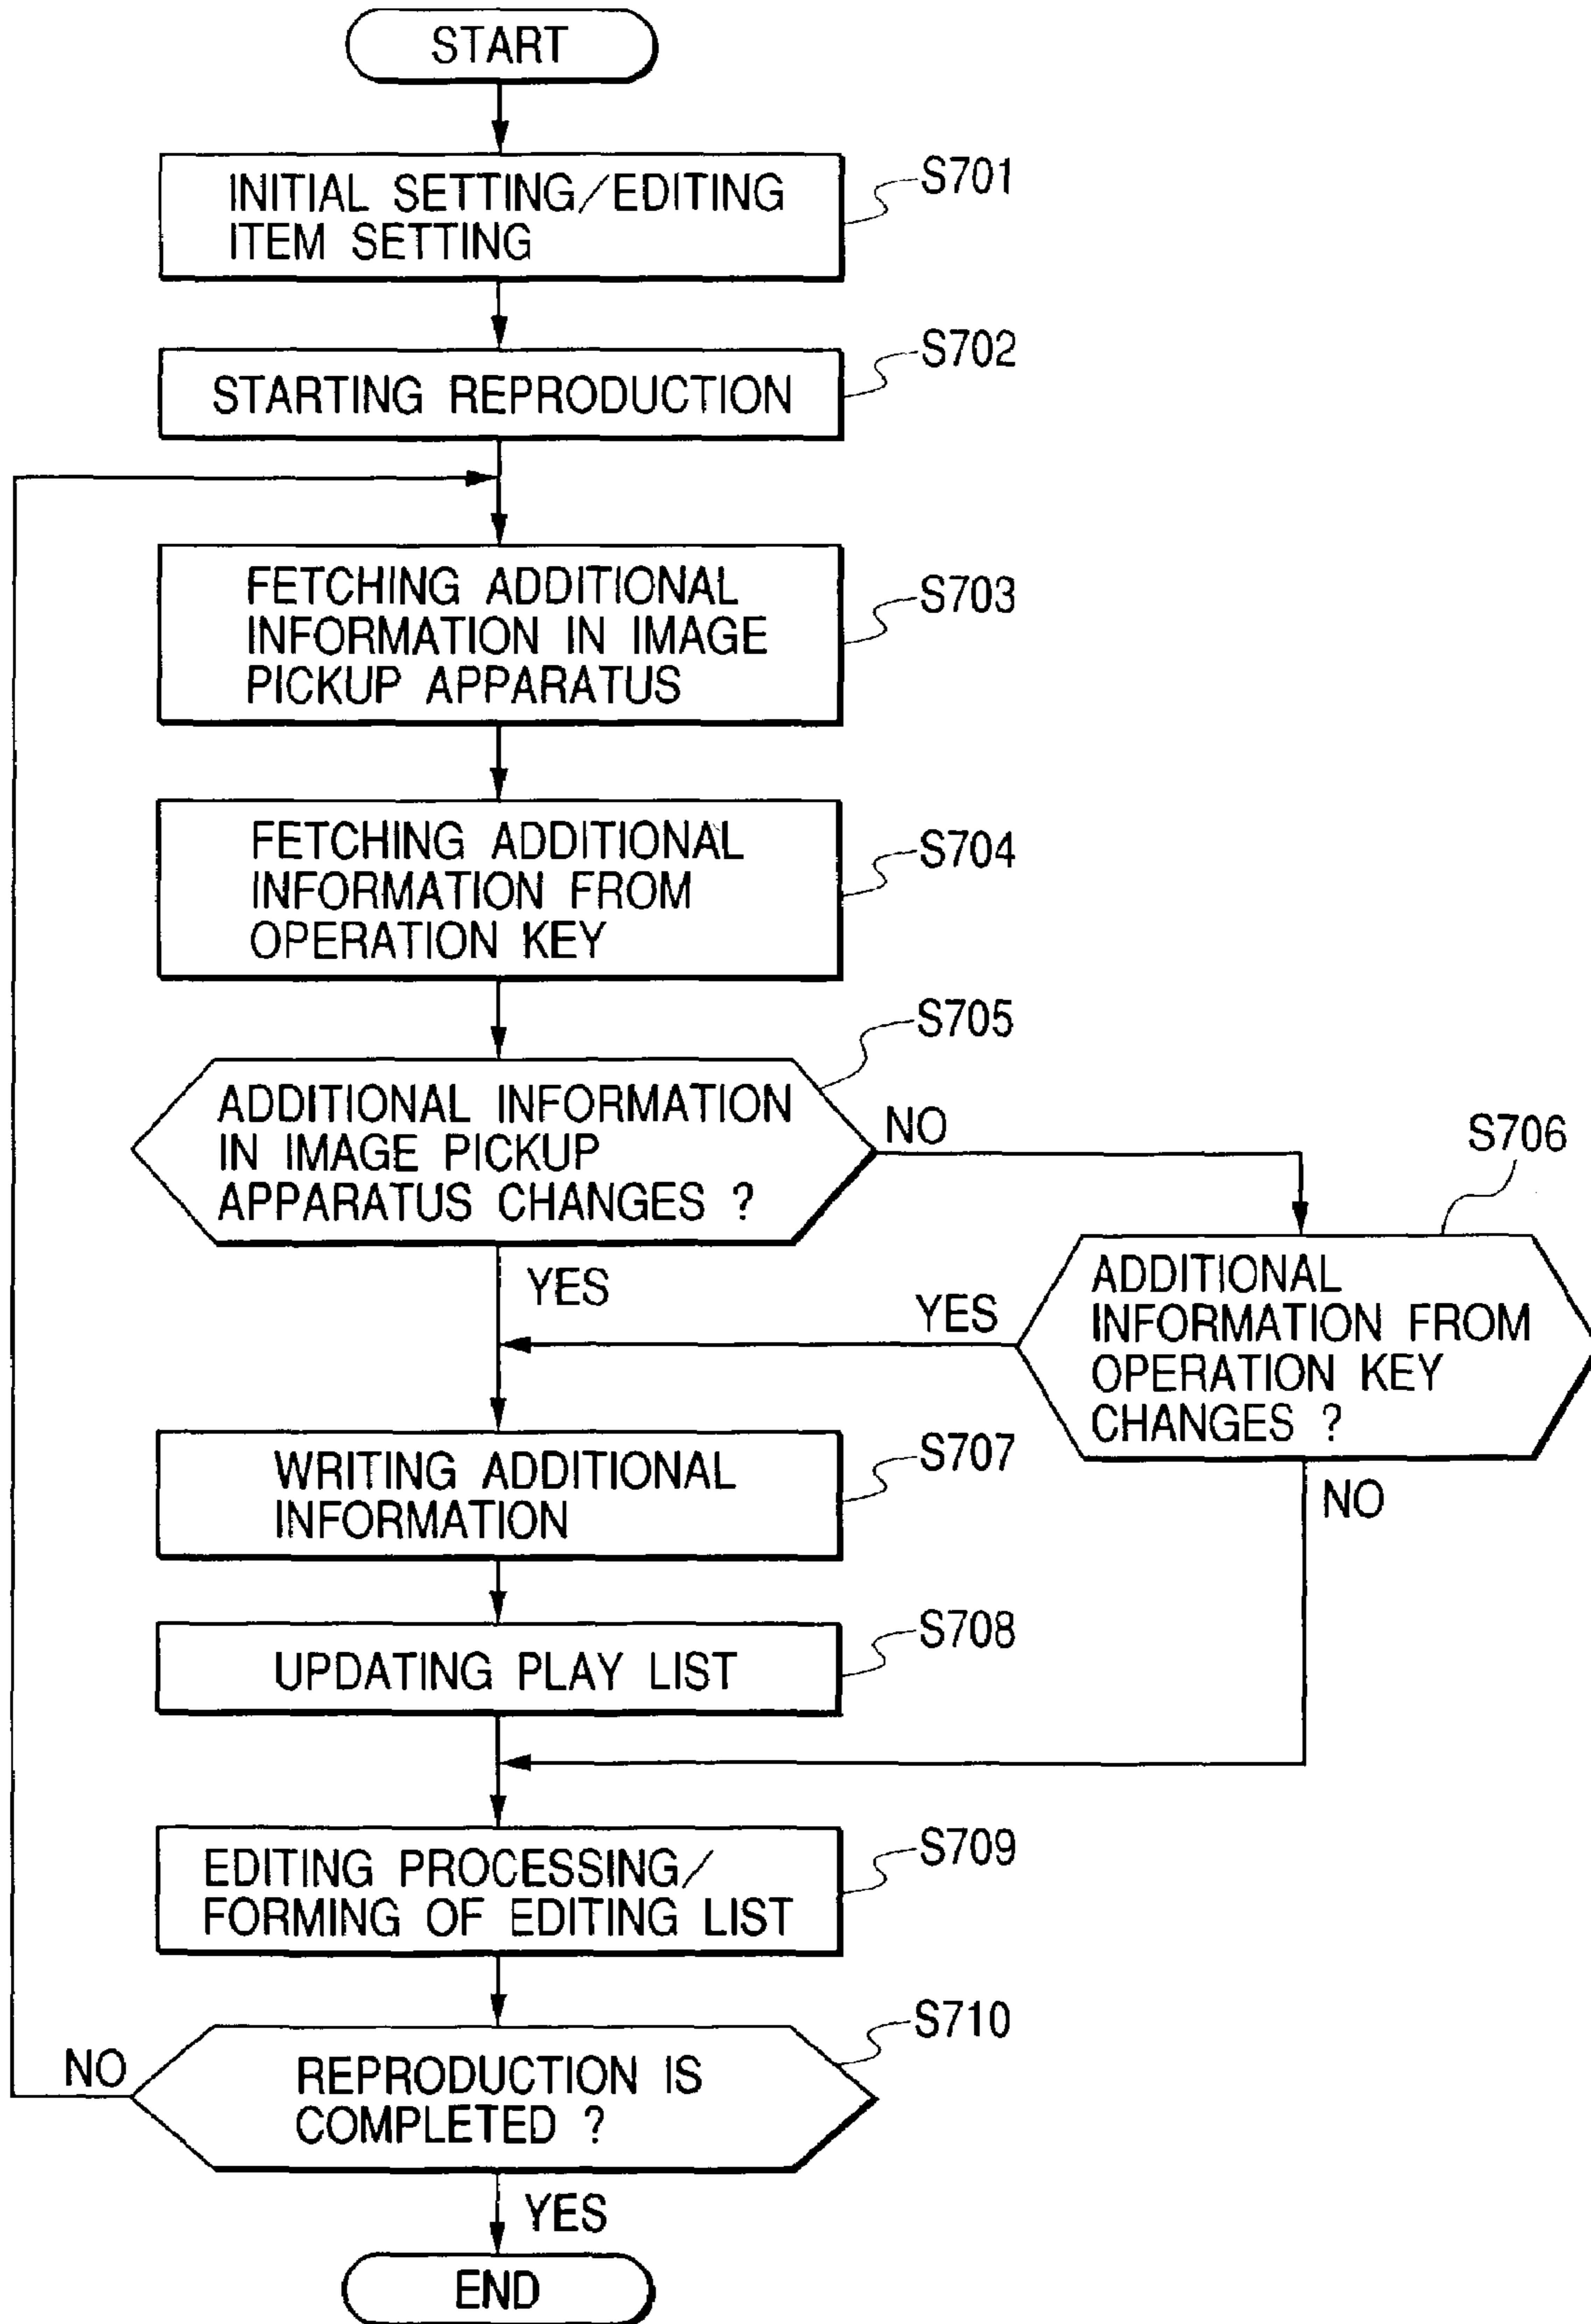 START
INITIAL SETTING/EDITING
ITEM SETTING
S701
STARTING REPRODUCTION
S702
FETCHING ADDITIONAL
INFORMATION IN IMAGE
PICKUP APPARATUS
S703
FETCHING ADDITIONAL
INFORMATION FROM
OPERATION KEY
S704
ADDITIONAL INFORMATION
IN IMAGE PICKUP
APPARATUS CHANGES ?
S705
NO
YES
ADDITIONAL
INFORMATION FROM
OPERATION KEY
CHANGES ?
S706
YES
NO
WRITING ADDITIONAL
INFORMATION
S707
UPDATING PLAY LIST
S708
EDITING PROCESSING/
FORMING OF EDITING LIST
S709
REPRODUCTION IS
COMPLETED ?
S710
NO
YES
END